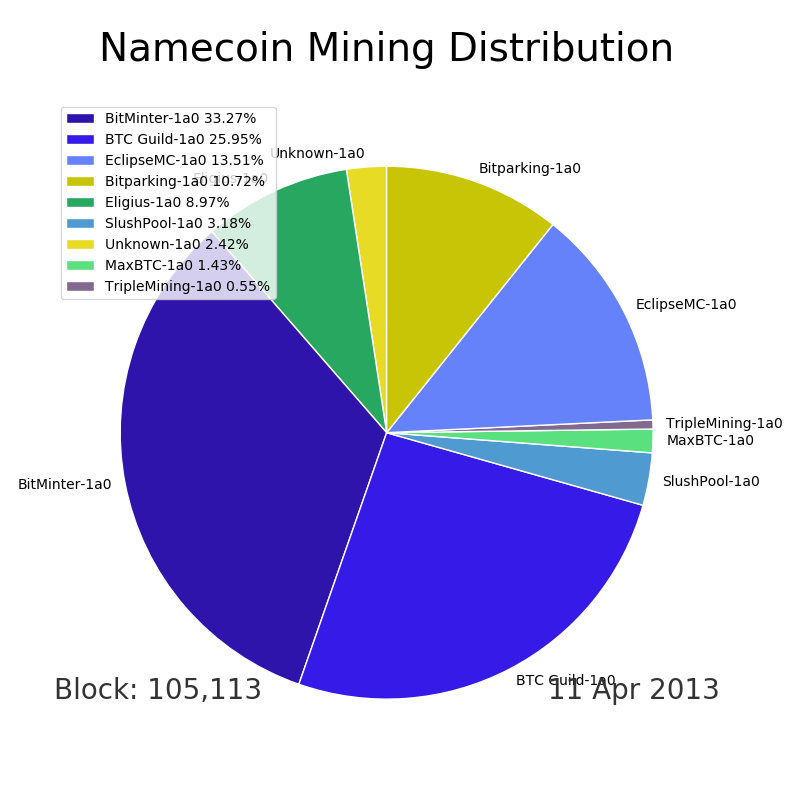 Namecoin Mining Distribution
BitMinter-1a0 33.27%
BTC Guild-1a0 25.95%
EclipseMC-1a0 13.51%
Bitparking-1a0 10.72%
Eligius-1a0 8.97%
SlushPool-1a0 3.18%
Unknown-1a0 2.42%
MaxBTC-1a0 1.43%
TripleMining-1a0 0.55%
Unknown-1a0
Bitparking-1a0
Eligius-1a0
EclipseMC-1a0
TripleMining-1a0
MaxBTC-1a0
SlushPool-1a0
BitMinter-1a0
BTC Guild-1a0
Block: 105,113
11 Apr 2013